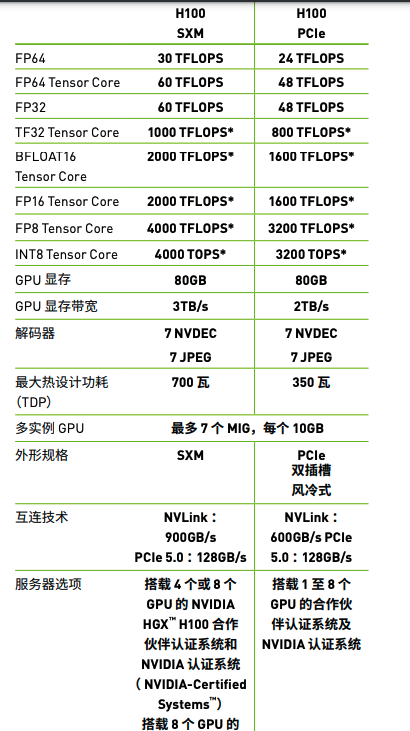 H100 H100
SXM PCIe
FP64 30 TFLOPS 24 TFLOPS
FP64 Tensor Core 60 TFLOPS 48 TFLOPS
FP32 60 TFLOPS 48 TFLOPS
TF32 Tensor Core 1000 TFLOPS* 800 TFLOPS*
BFLOAT16 2000 TFLOPS* 1600 TFLOPS*
Tensor Core
FP16 Tensor Core 2000 TFLOPS* 1600 TFLOPS*
FP8 Tensor Core 4000 TFLOPS* 3200 TFLOPS*
INT8 Tensor Core 4000 TOPS* 3200 TOPS*
GPU 显存 80GB 80GB
GPU 显存带宽 3TB/s 2TB/s
解码器 7 NVDEC 7 NVDEC
7 JPEG 7 JPEG
最大热设计功耗 700 瓦 350 瓦
(TDP)
多实例 GPU 最多 7 个 MIG，每个 10GB
外形规格 SXM PCIe
双插槽
风冷式
互连技术 NVLink： NVLink：
900GB/s 600GB/s PCIe
PCIe 5.0：128GB/s 5.0：128GB/s
服务器选项 搭载 4 个或 8 个 搭载 1 至 8 个
GPU 的 NVIDIA GPU 的合作伙
HGX™ H100 合作 伴认证系统及
伙伴认证系统和 NVIDIA 认证系统
NVIDIA 认证系统
（ NVIDIA-Certified
Systems™）
搭载 8 个 GPU 的